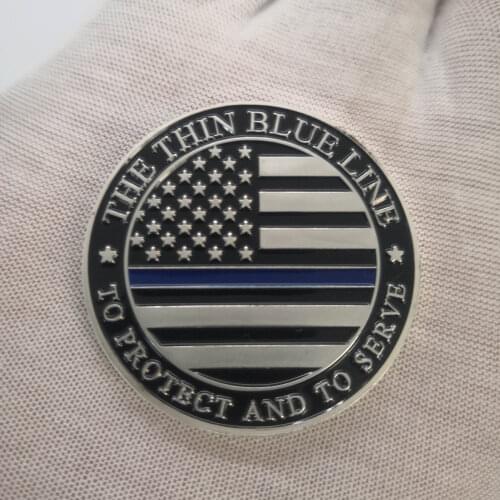 THE THIN BLUE LINE
TO PROTECT AND TO SERVE